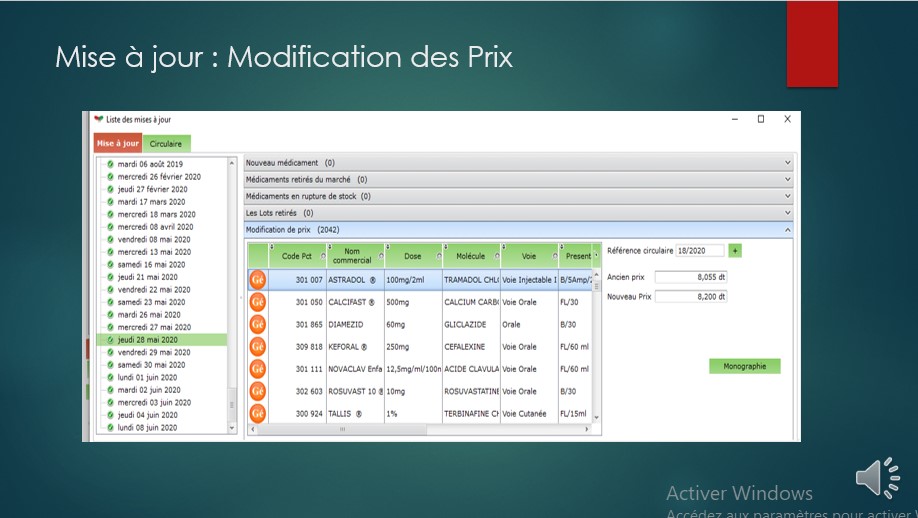 Mise à jour : Modification des Prix
Liste des mises à jour
Mise à jour Circulaire
mardi 06 août 2019
mercredi 26 février 2020
jeudi 27 février 2020
mardi 17 mars 2020
mercredi 18 mars 2020
mercredi 08 avril 2020
vendredi 08 mai 2020
mercredi 13 mai 2020
samedi 16 mai 2020
jeudi 21 mai 2020
vendredi 22 mai 2020
samedi 23 mai 2020
mardi 26 mai 2020
mercredi 27 mai 2020
jeudi 28 mai 2020
vendredi 29 mai 2020
samedi 30 mai 2020
lundi 01 juin 2020
mardi 02 juin 2020
mercredi 03 juin 2020
jeudi 04 juin 2020
lundi 08 juin 2020
Nouveau médicament (0)
Médicaments retirés du marché (0)
Médicaments en rupture de stock (0)
Les Lots retirés (0)
Modification de prix (2042)
Code Pct Nom commercial Dose Molécule Voie Present
Gé 301 007 ASTRADOL ® 100mg/2ml TRAMADOL CHL Voie Injectable I B/5Amp/2
Gé 301 050 CALCIFAST ® 500mg CALCIUM CARB Voie Orale FL/30
Gé 301 865 DIAMEZID 60mg GLICLAZIDE Orale B/30
Gé 309 818 KEFORAL ® 250mg CEFALEXINE Voie Orale FL/60 ml
Gé 301 111 NOVACLAV Enfa 12,5mg/ml/100m ACIDE CLAVULA Voie Orale FL/60 ml
Gé 302 603 ROSUVAST 10 ® 10mg ROSUVASTATINE Voie Orale B/30
Gé 300 924 TALLIS ® 1% TERBINAFINE CH Voie Cutanée FL/15ml
Référence circulaire 18/2020 +
Ancien prix 8,055 dt
Nouveau Prix 8,200 dt
Monographie
Activer Windows
Accédez aux paramètres pour activer